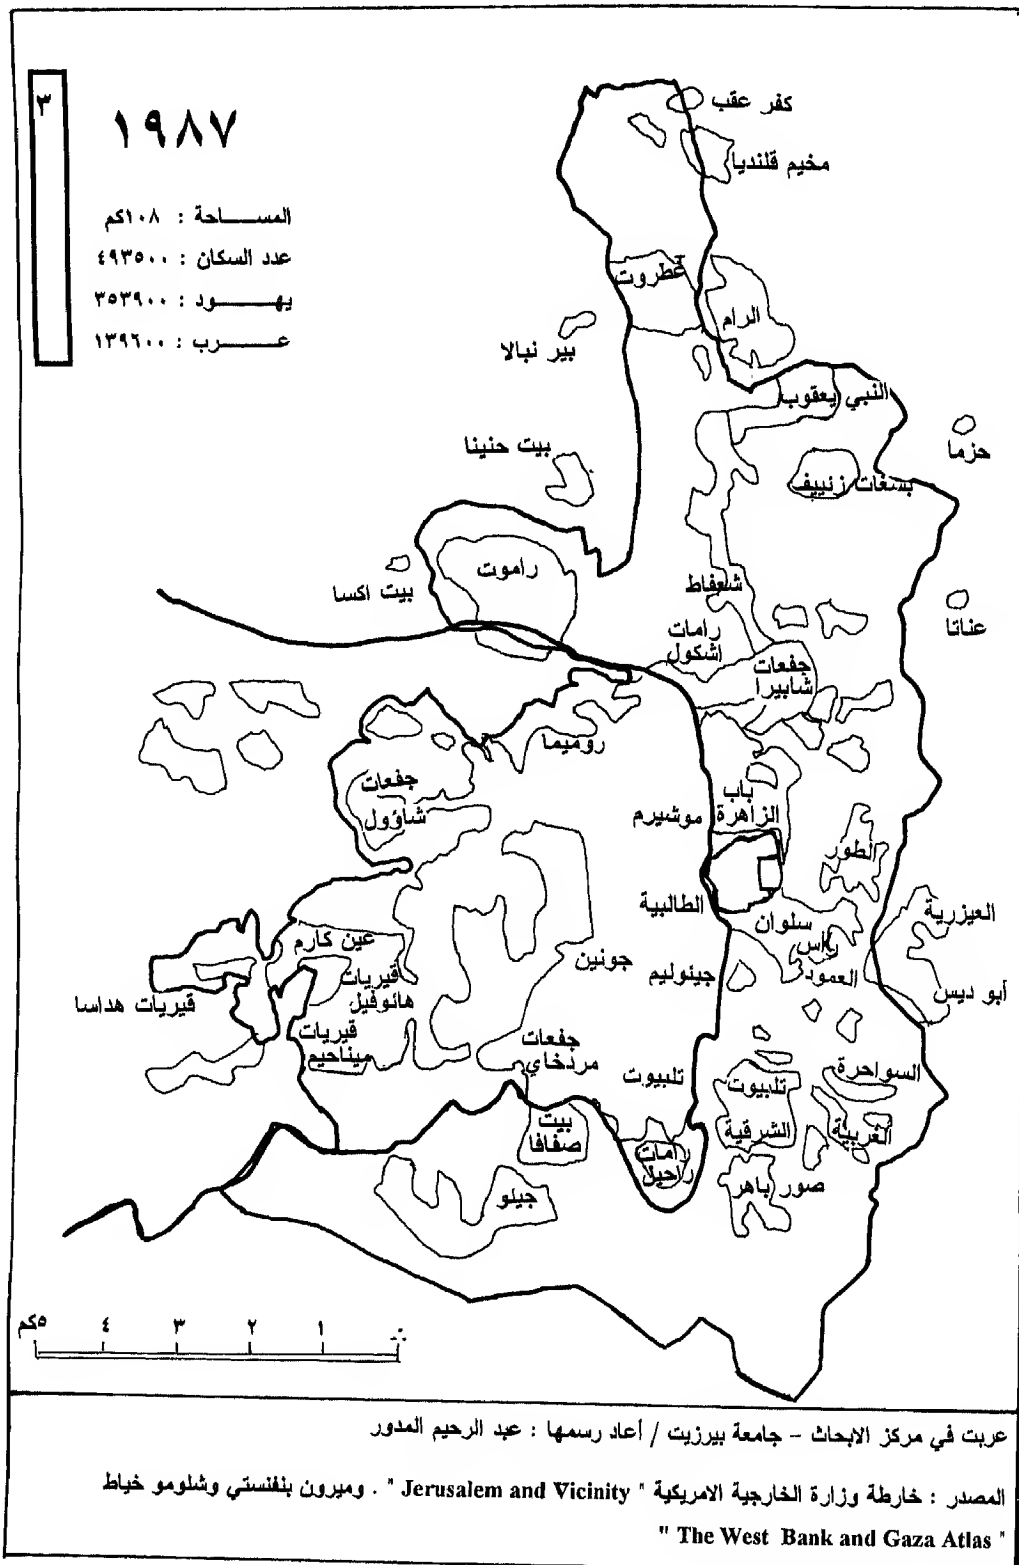 ٣
١٩٨٧
المساحة : ١٠٨كم
عدد السكان : ٤٩٣٥٠٠
يهود : ٣٥٣٩٠٠
عرب : ١٣٩٦٠٠
كفر عقب
مخيم قلنديا
عطروت
الرام
بير نبالا
النبي يعقوب
حزما
بيت حنينا
بسغات زئييف
راموت
بيت اكسا
شعفاط
عناتا
رامات
اشكول
جفعات
شابيرا
روميما
جفعات
شاؤول
باب
الزاهرة
موشيرم
الطور
الطالبية
العيزرية
سلوان
راس
العمود
عين كارم
جونين
جيئوليم
أبو ديس
قيريات هداسا
قيريات
هائوفيل
قيريات
ميناحيم
جفعات
مردخاي
تلبيوت
تلبيوت
الشرقية
السواحرة
الغربية
بيت
صفافا
رامات
راحيل
صور باهر
جيلو
٥كم ٤ ٣ ٢ ١
عربت في مركز الابحاث - جامعة بيرزيت / أعاد رسمها : عبد الرحيم المدور
المصدر : خارطة وزارة الخارجية الامريكية " Jerusalem and Vicinity " . وميرون بنفنستي وشلومو خياط
" The West Bank and Gaza Atlas "